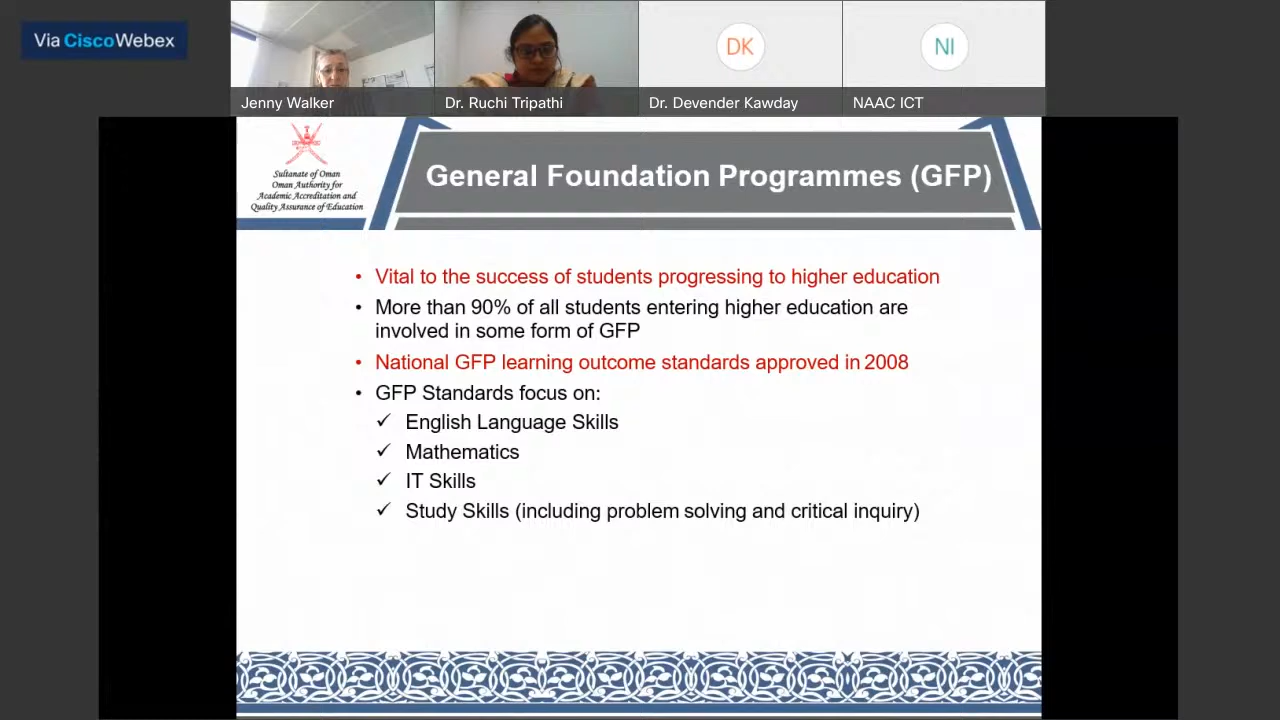 Via CiscoWebex
Jenny Walker
Dr. Ruchi Tripathi
DK
Dr. Devender Kawday
NI
NAAC ICT
Sultanate of Oman
Oman Authority for
Academic Accreditation and
Quality Assurance of Education
General Foundation Programmes (GFP)
• Vital to the success of students progressing to higher education
• More than 90% of all students entering higher education are
involved in some form of GFP
• National GFP learning outcome standards approved in 2008
• GFP Standards focus on:
✓ English Language Skills
✓ Mathematics
✓ IT Skills
✓ Study Skills (including problem solving and critical inquiry)